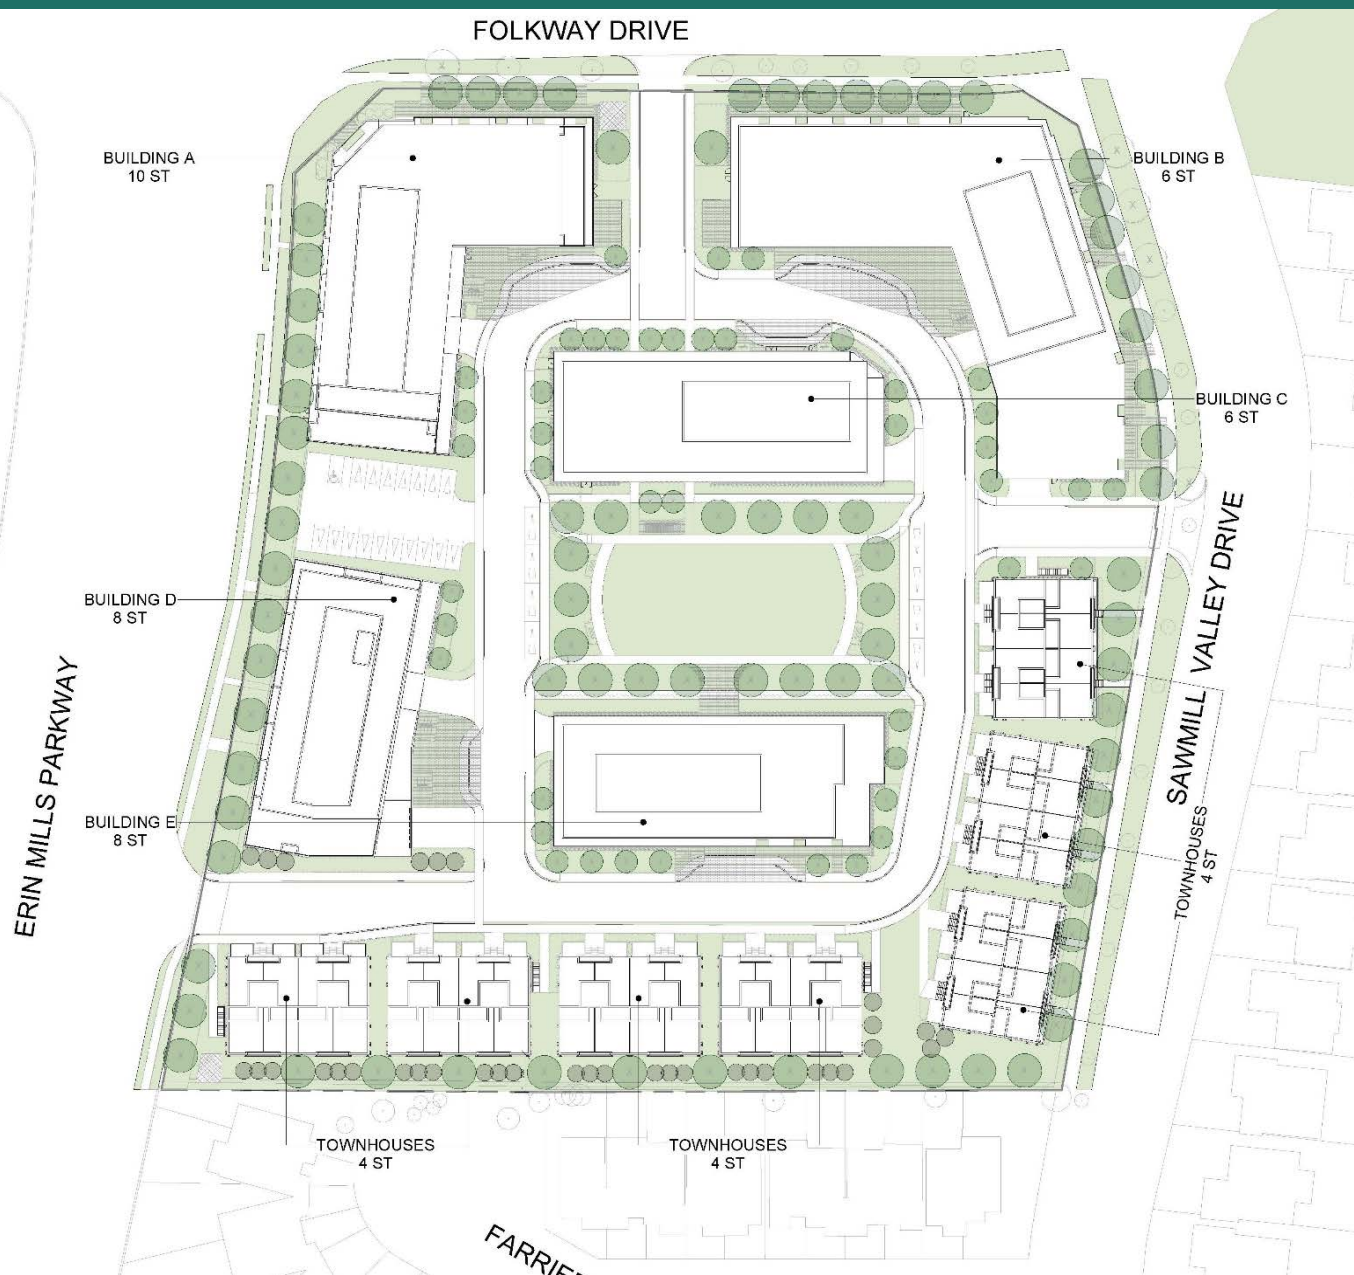 FOLKWAY DRIVE
BUILDING A
10 ST
BUILDING B
6 ST
BUILDING C
6 ST
BUILDING D
8 ST
SAWMILL VALLEY DRIVE
ERIN MILLS PARKWAY
BUILDING E
8 ST
TOWNHOUSES
4 ST
TOWNHOUSES
4 ST
TOWNHOUSES
4 ST